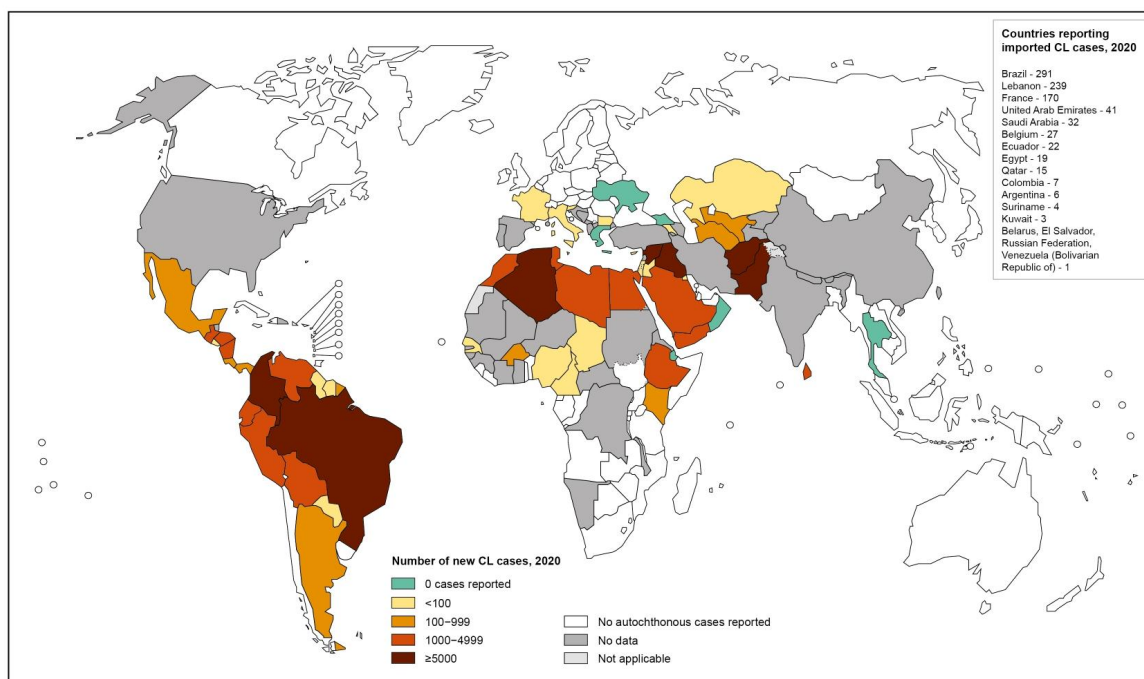 Countries reporting
imported CL cases, 2020
Brazil - 291
Lebanon - 239
France - 170
United Arab Emirates - 41
Saudi Arabia - 32
Belgium - 27
Ecuador - 22
Egypt - 19
Qatar - 15
Colombia - 7
Argentina - 6
Suriname - 4
Kuwait - 3
Belarus, El Salvador,
Russian Federation,
Venezuela (Bolivarian
Republic of) - 1
Number of new CL cases, 2020
0 cases reported
<100
100–999
1000–4999
≥5000
No autochthonous cases reported
No data
Not applicable